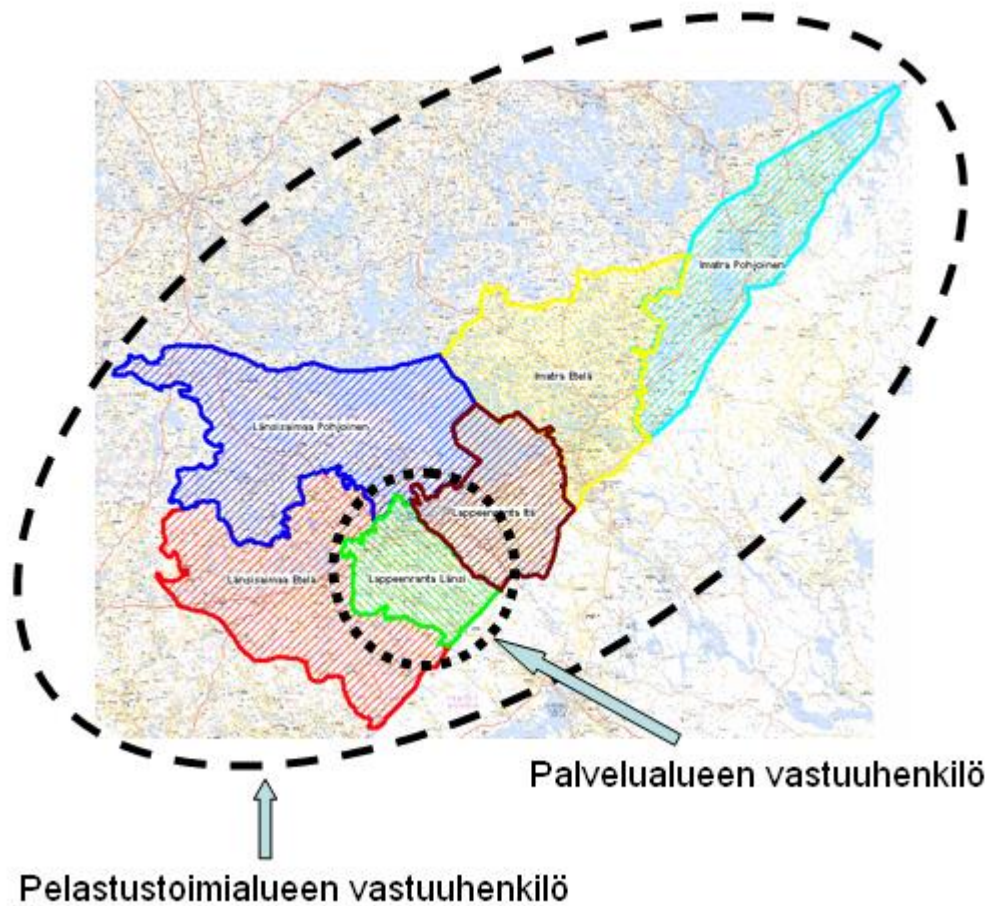 Imatra Pohjoinen
Imatra Etelä
Länsisaimaa Pohjoinen
Lappeenranta Itä
Länsisaimaa Etelä
Lappeenranta Länsi
Palvelualueen vastuuhenkilö
Pelastustoimialueen vastuuhenkilö